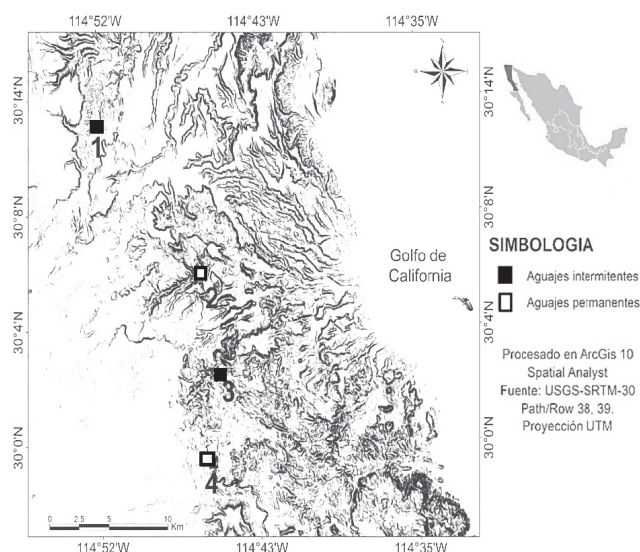 114°52'W 114°43'W 114°35'W
30°14'N 30°14'N
1
30°8'N 30°8'N
Golfo de
California
2
30°4'N 30°4'N
3
30°0'N 30°0'N
4
0 2.5 5 10
Km
114°52'W 114°43'W 114°35'W
SIMBOLOGIA
Aguajes intermitentes
Aguajes permanentes
Procesado en ArcGis 10
Spatial Analyst
Fuente: USGS-SRTM-30
Path/Row 38, 39.
Proyección UTM